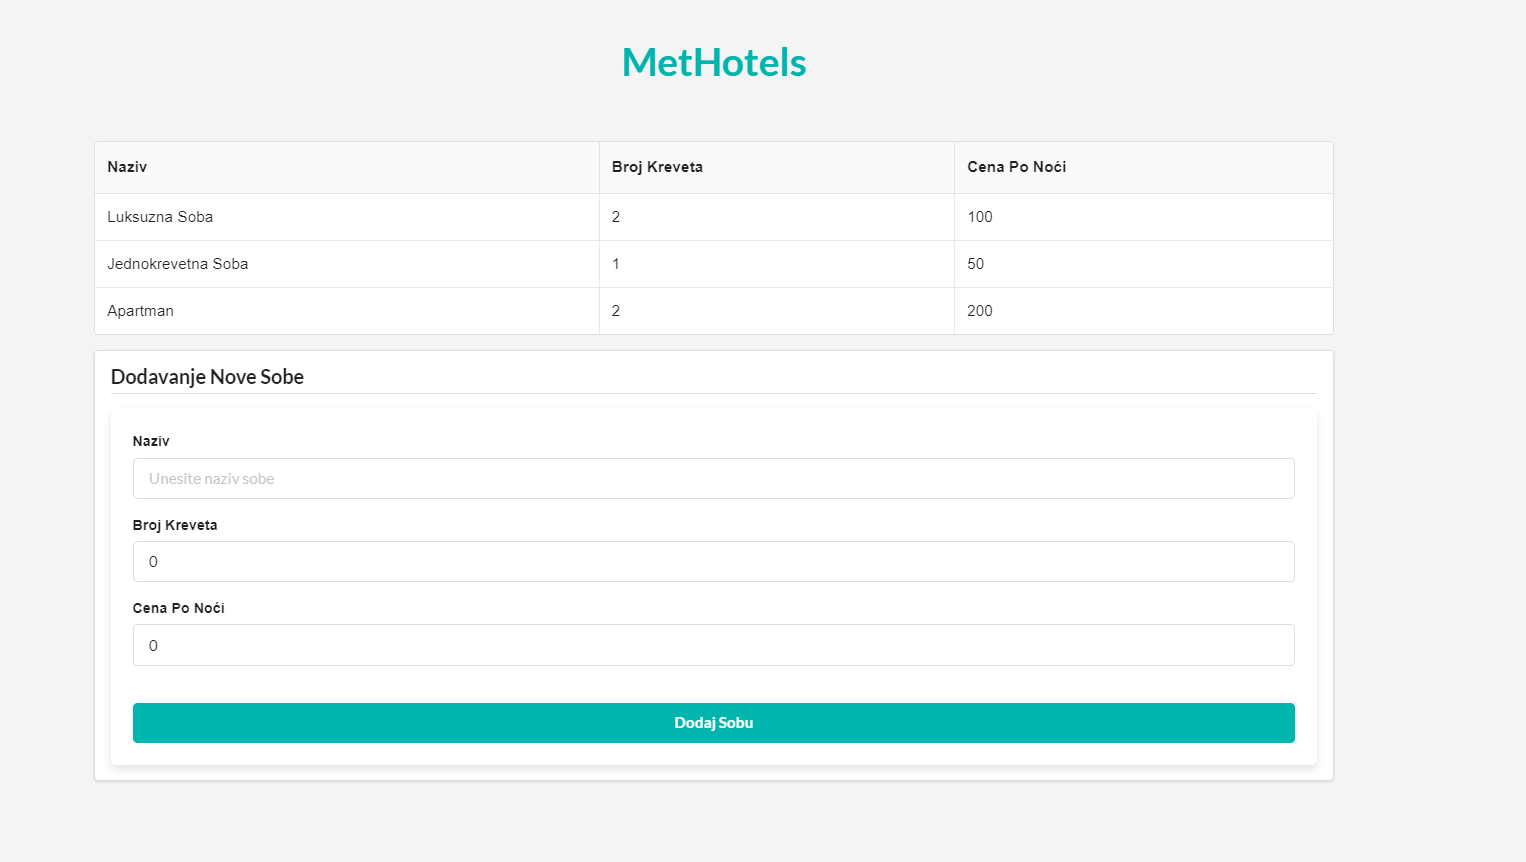 MetHotels
Naziv Broj Kreveta Cena Po Noći
Luksuzna Soba 2 100
Jednokrevetna Soba 1 50
Apartman 2 200
Dodavanje Nove Sobe
Naziv
Unesite naziv sobe
Broj Kreveta
0
Cena Po Noći
0
Dodaj Sobu